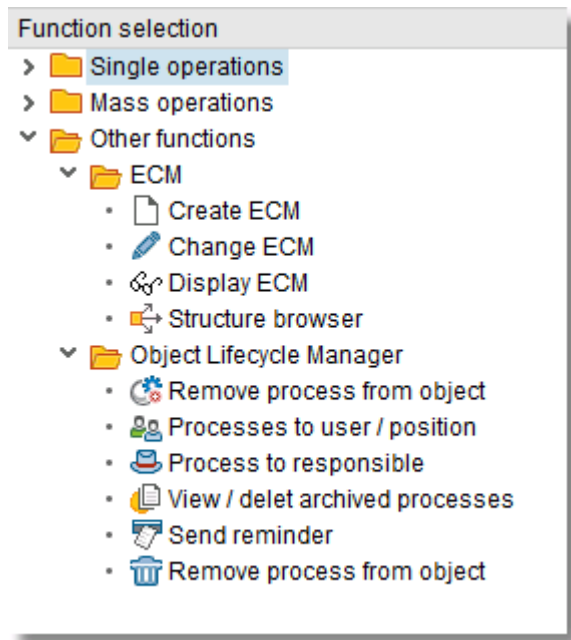 Function selection
Single operations
Mass operations
Other functions
ECM
Create ECM
Change ECM
Display ECM
Structure browser
Object Lifecycle Manager
Remove process from object
Processes to user / position
Process to responsible
View / delet archived processes
Send reminder
Remove process from object